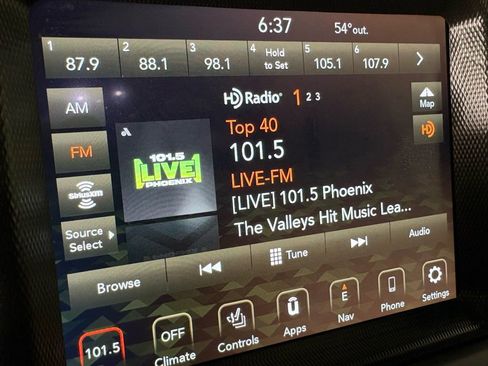 6:37 54° out.
1 87.9
2 88.1
3 98.1
4 Hold to Set
5 105.1
6 107.9
AM
HD Radio® 1 2 3
Map
FM
Top 40
101.5
HD
101.5
LIVE
PHOENIX
LIVE-FM
SiriusXM
[LIVE] 101.5 Phoenix
The Valleys Hit Music Lea...
Source
Select
Browse
Tune
Audio
101.5
OFF
Climate
Controls
Apps
E
Nav
Phone
Settings